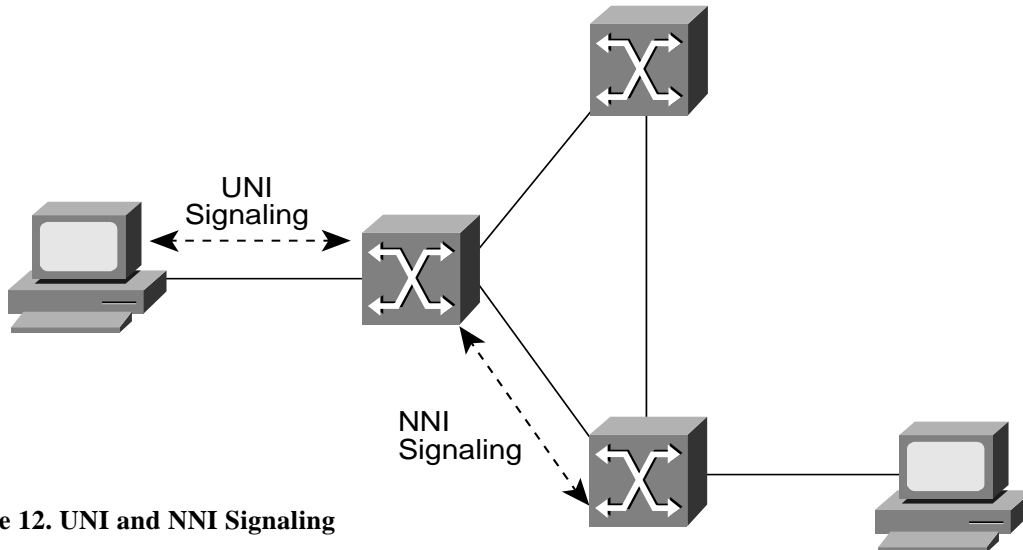 UNI
Signaling
NNI
Signaling
e 12. UNI and NNI Signaling